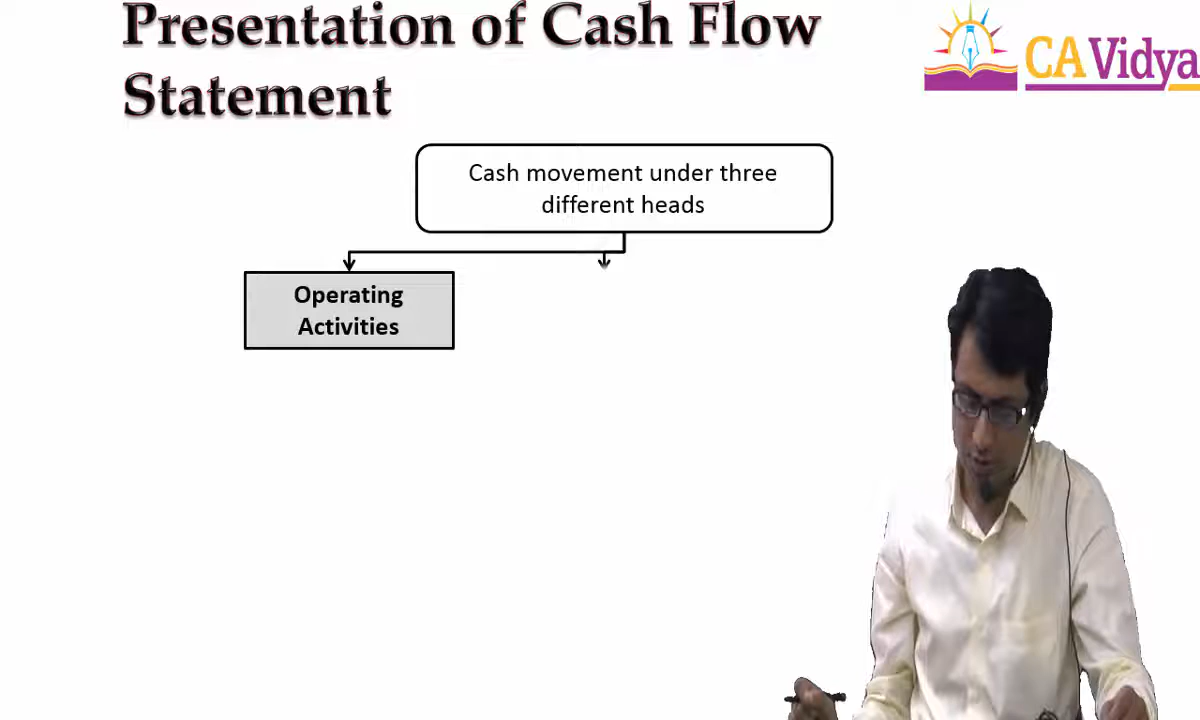 Presentation of Cash Flow
Statement
CA Vidya
Cash movement under three
different heads
Operating
Activities